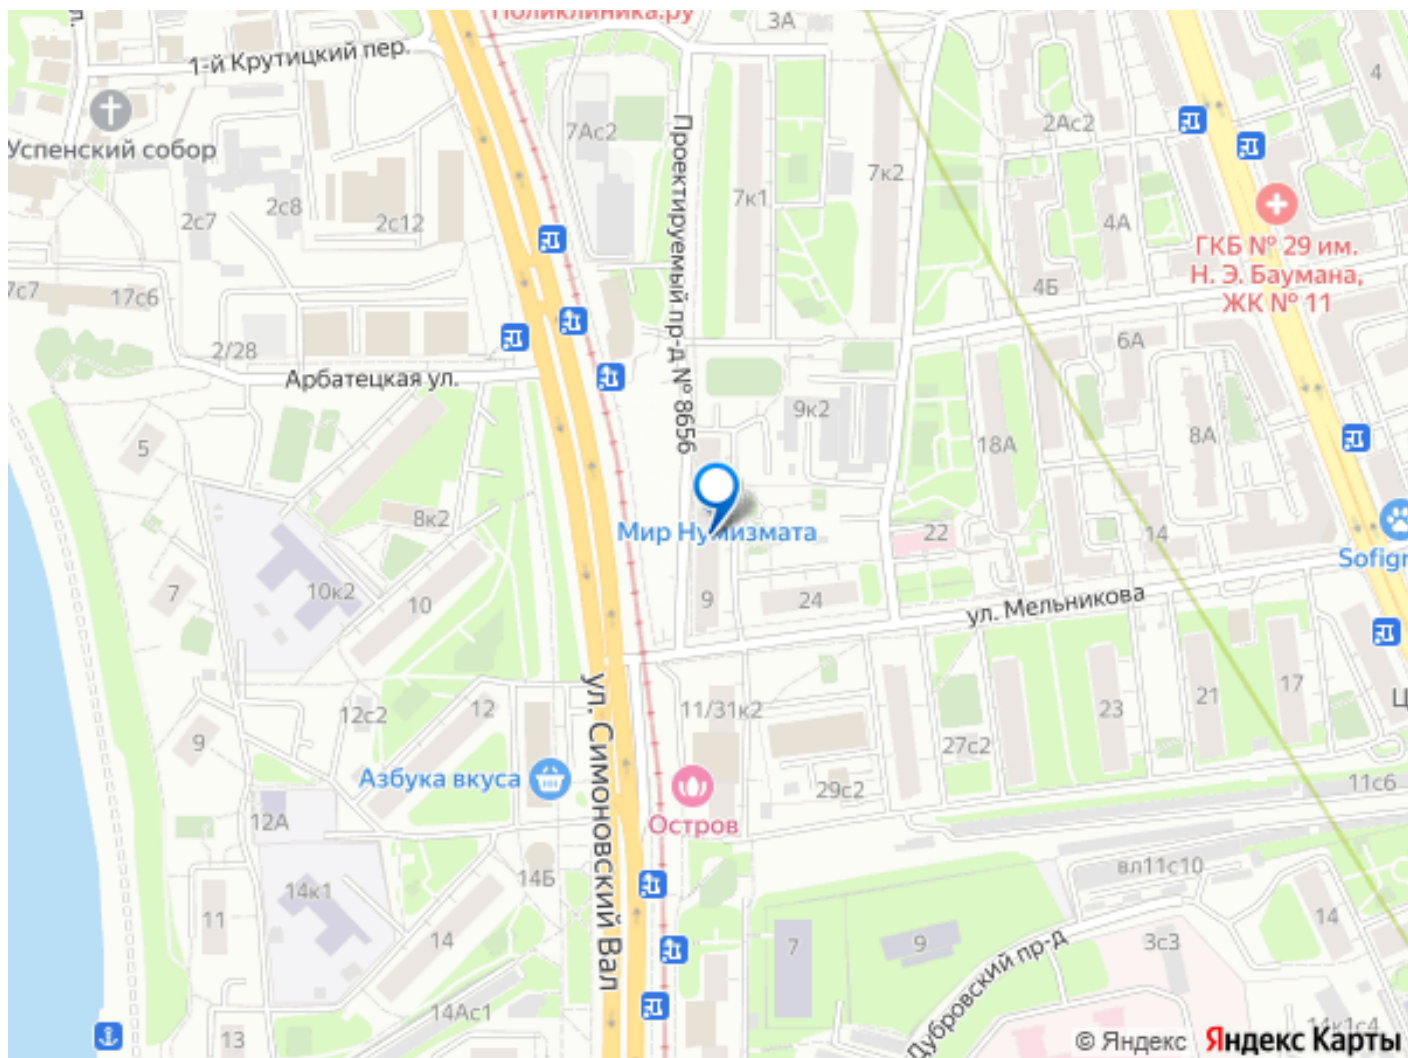 Поликлиника.ру
3А
1-й Крутицкий пер.
4
Успенский собор
7Ас2
2Ас2
Проектируемый пр-д № 8656
7к1
7к2
2с8
2с7
2с12
4А
ГКБ № 29 им.
Н. Э. Баумана,
ЖК № 11
4Б
17с6
2/28
6А
Арбатецкая ул.
9к2
5
18А
8А
8к2
Мир Нумизмата
22
14
7
10к2
10
9
24
ул. Мельникова
ул. Симоновский Вал
12с2
12
11/31к2
23
21
17
9
27с2
Азбука вкуса
29с2
11с6
Остров
12А
14Б
вл11с10
14к1
11
14
7
9
Дубровский пр-д
3с3
14
14Ас1
13
14к1с4
© Яндекс
Яндекс Карты